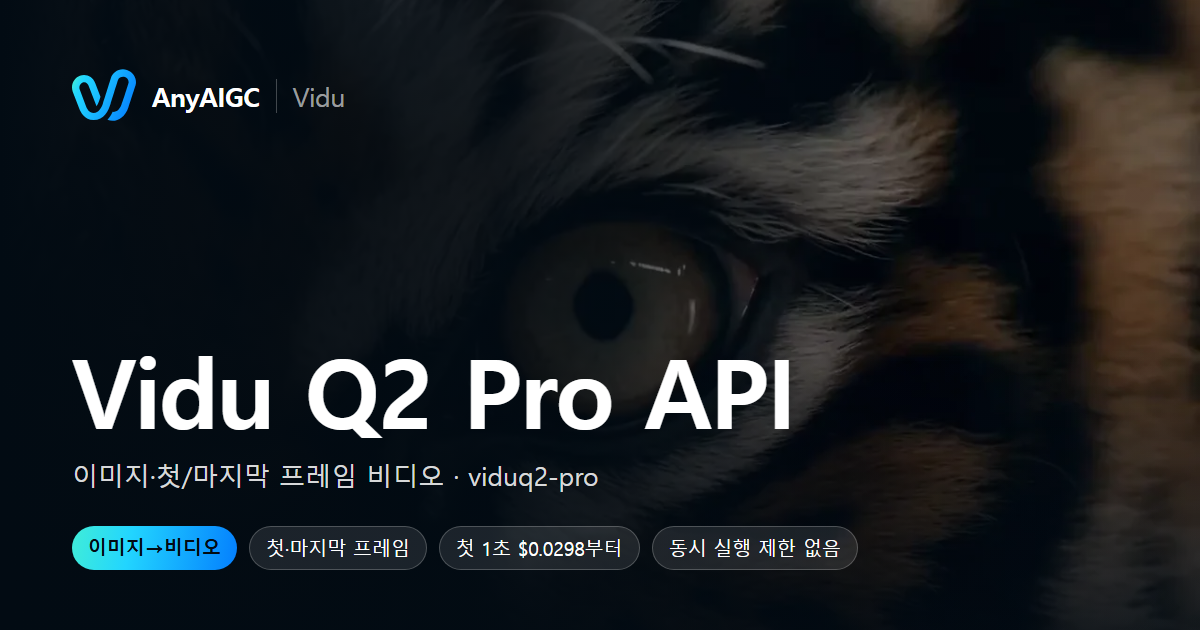 AnyAIGC | Vidu
Vidu Q2 Pro API
이미지·첫/마지막 프레임 비디오 · viduq2-pro
이미지→비디오 첫·마지막 프레임 첫 1초 $0.0298부터 동시 실행 제한 없음